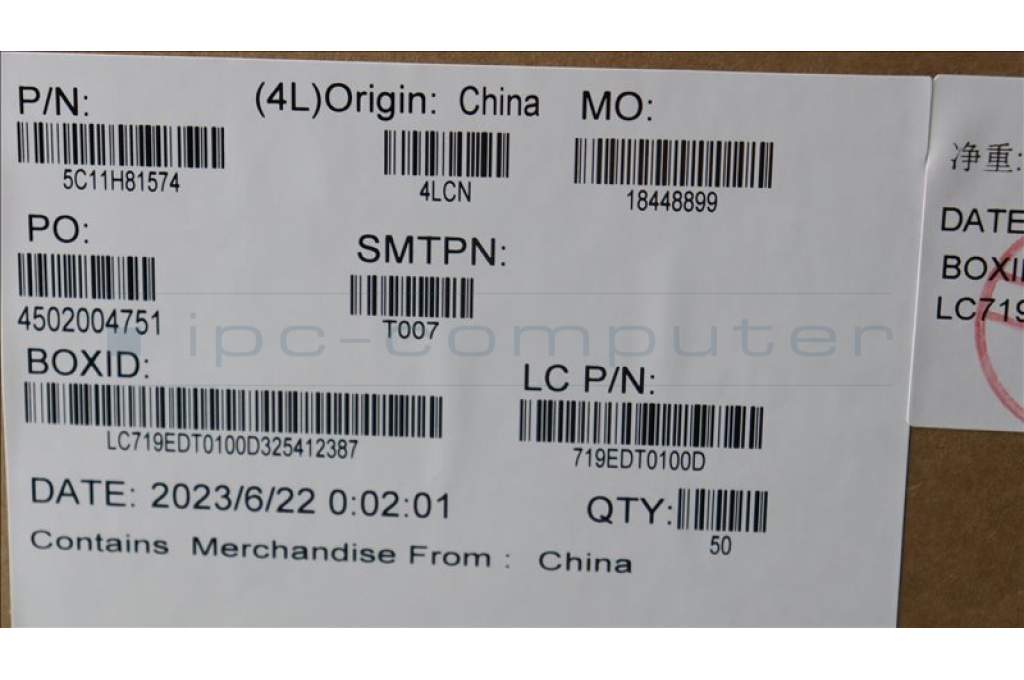 P/N:
(4L)Origin: China
MO:
5C11H81574
4LCN
18448899
PO:
SMTPN:
4502004751
T007
ipc-computer
BOXID:
LC P/N:
LC719EDT0100D325412387
719EDT0100D
DATE: 2023/6/22 0:02:01
QTY:
50
Contains Merchandise From : China
净重:
DATE
BOXI
LC719